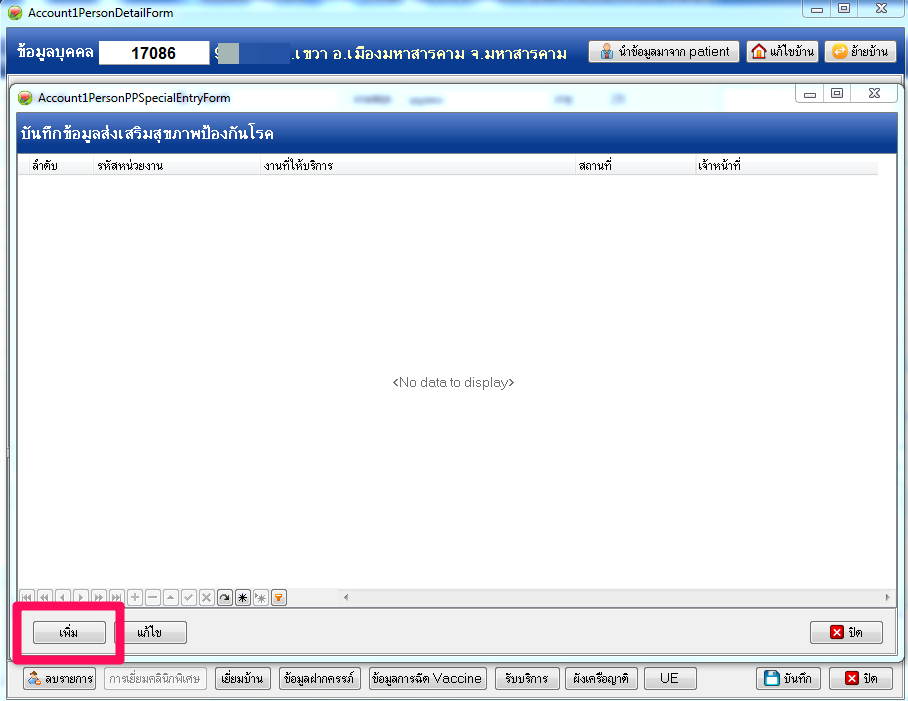 Account1PersonDetailForm
ข้อมูลบุคคล 17086 .เขวา อ.เมืองมหาสารคาม จ.มหาสารคาม นำข้อมูลมาจาก patient แก้ไขบ้าน ย้ายบ้าน
Account1PersonPPSpecialEntryForm
บันทึกข้อมูลส่งเสริมสุขภาพป้องกันโรค
ลำดับ รหัสหน่วยงาน งานที่ให้บริการ สถานที่ เจ้าหน้าที่
<No data to display>
เพิ่ม แก้ไข ปิด
ลบรายการ การเยี่ยมคลินิกพิเศษ เยี่ยมบ้าน ข้อมูลฝากครรภ์ ข้อมูลการฉีด Vaccine รับบริการ ผังเครือญาติ UE บันทึก ปิด